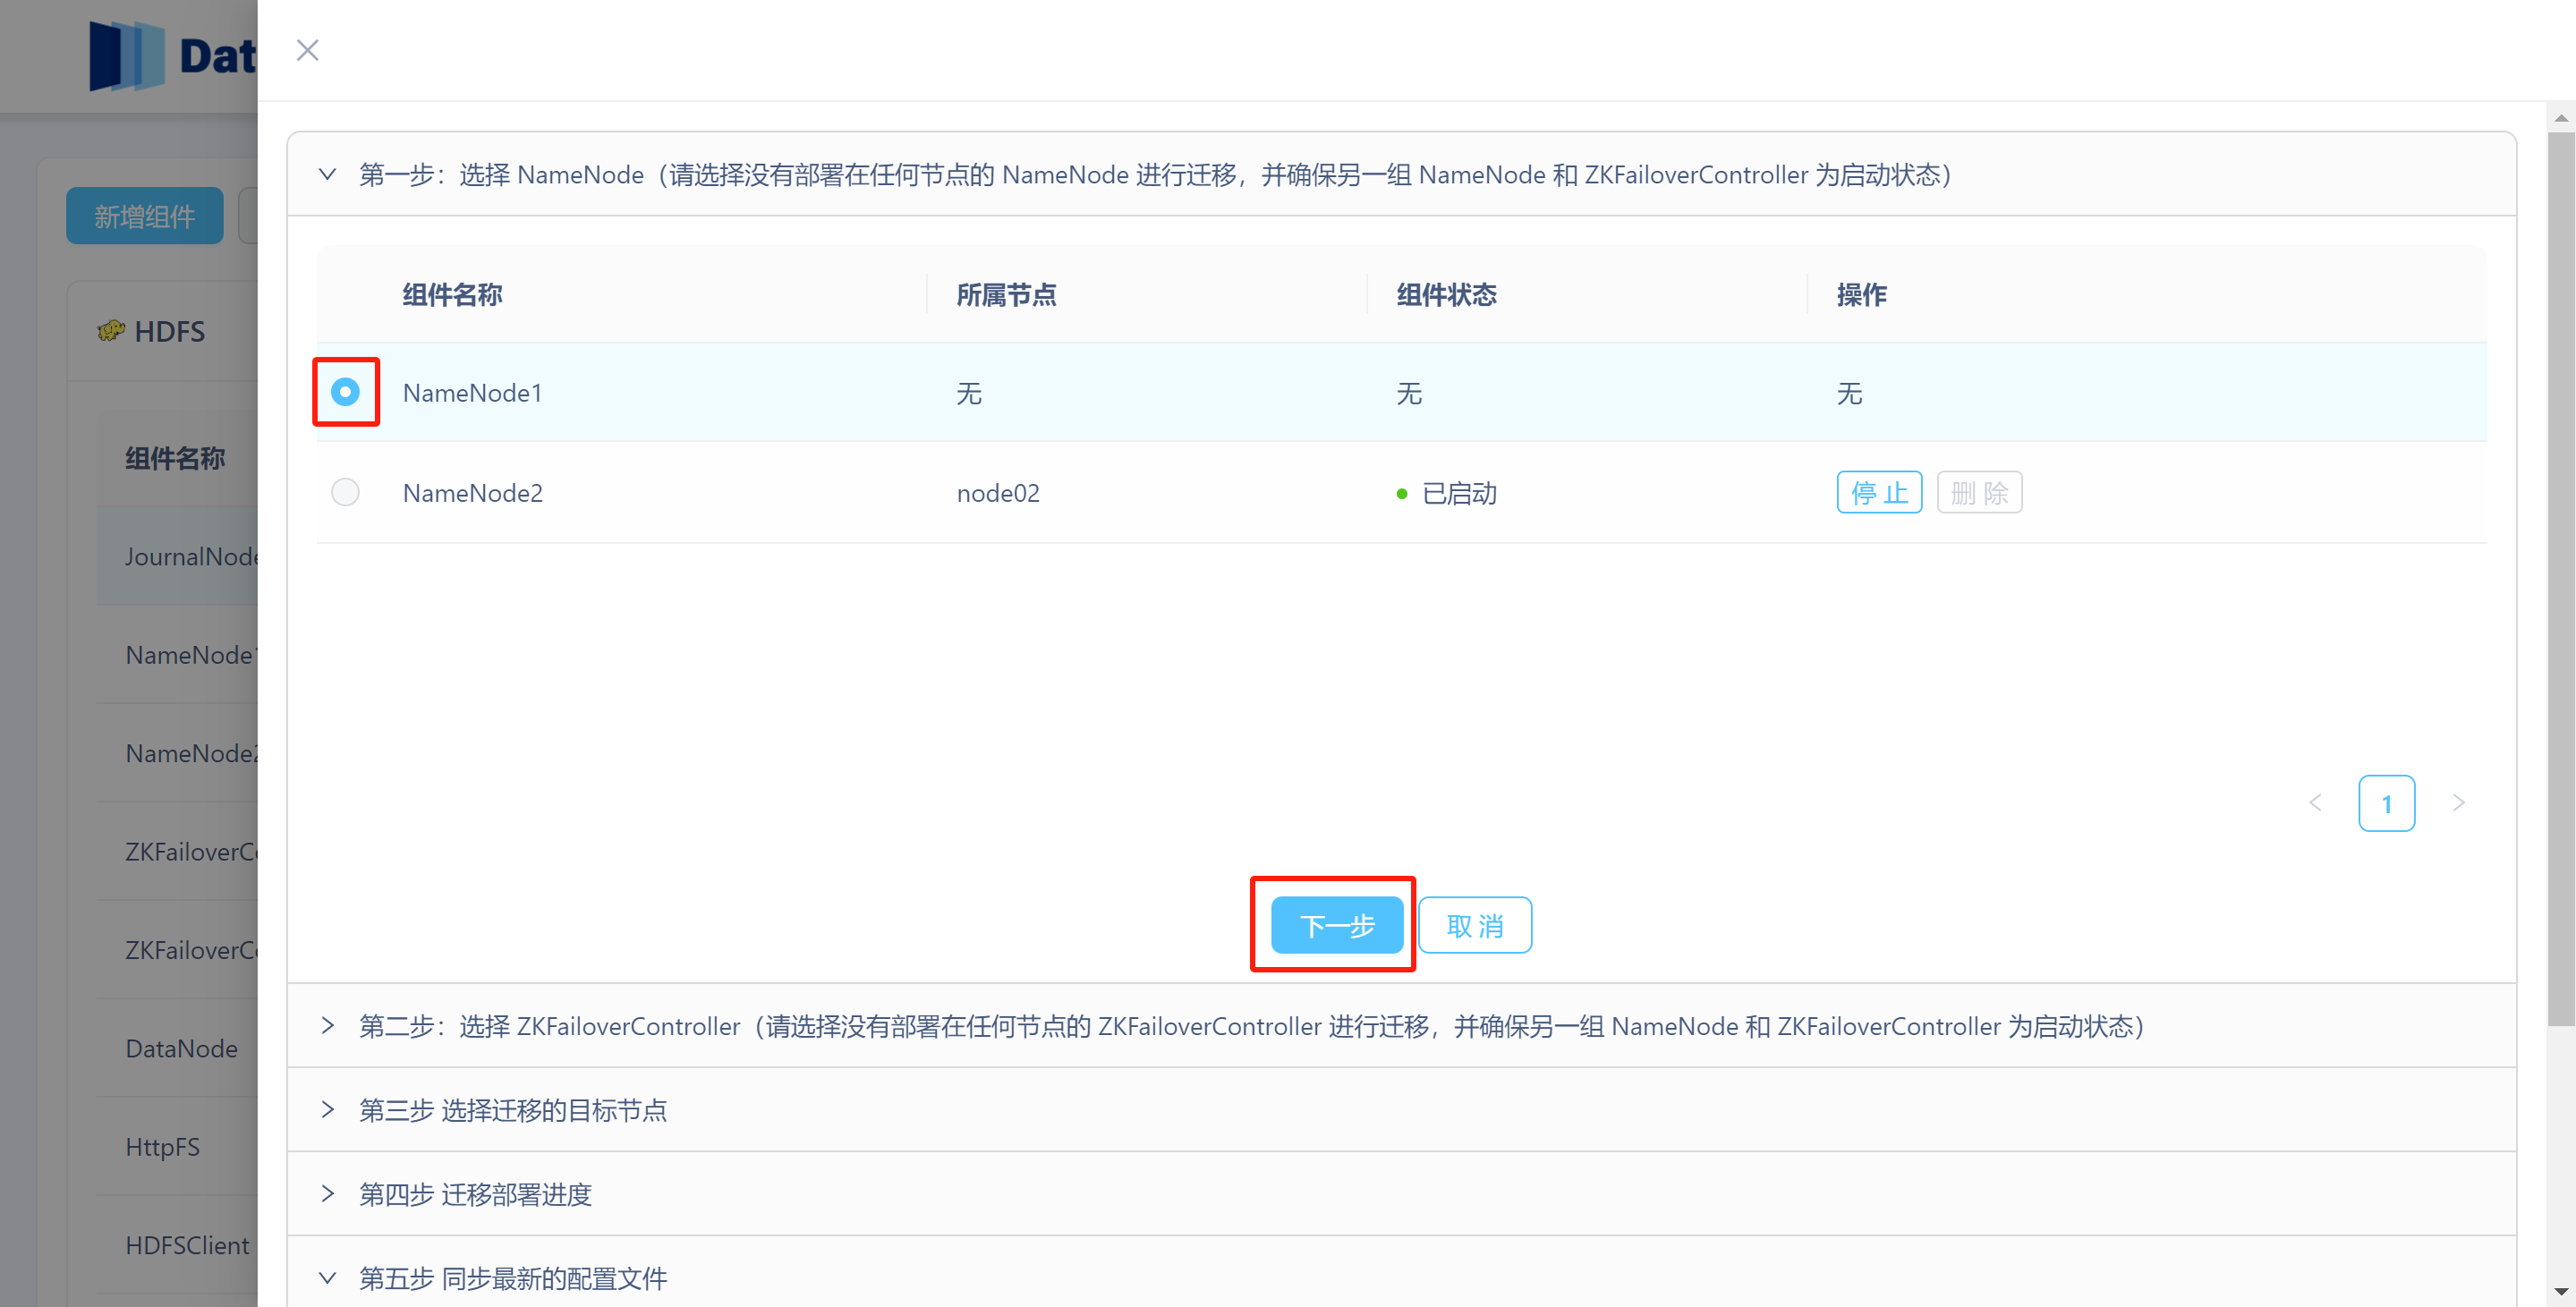 Dat
新增组件
HDFS
组件名称
JournalNode
NameNode1
NameNode2
ZKFailoverC
ZKFailoverC
DataNode
HttpFS
HDFSClient
第一步：选择 NameNode（请选择没有部署在任何节点的 NameNode 进行迁移，并确保另一组 NameNode 和 ZKFailoverController 为启动状态）
组件名称 所属节点 组件状态 操作
NameNode1 无 无 无
NameNode2 node02 已启动 停 止 删 除
1
下一步 取 消
第二步：选择 ZKFailoverController（请选择没有部署在任何节点的 ZKFailoverController 进行迁移，并确保另一组 NameNode 和 ZKFailoverController 为启动状态）
第三步 选择迁移的目标节点
第四步 迁移部署进度
第五步 同步最新的配置文件